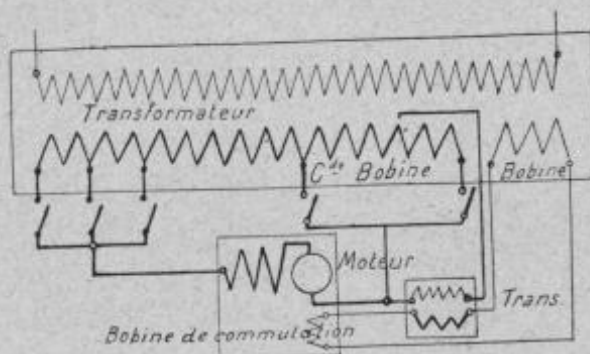 Transformateur
Cde Bobine
Bobine
Moteur
Trans.
Bobine de commutation